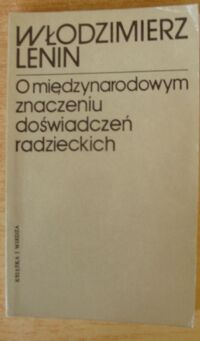 WŁODZIMIERZ
LENIN
O międzynarodowym
znaczeniu
doświadczeń
radzieckich
KSIĄŻKA I WIEDZA